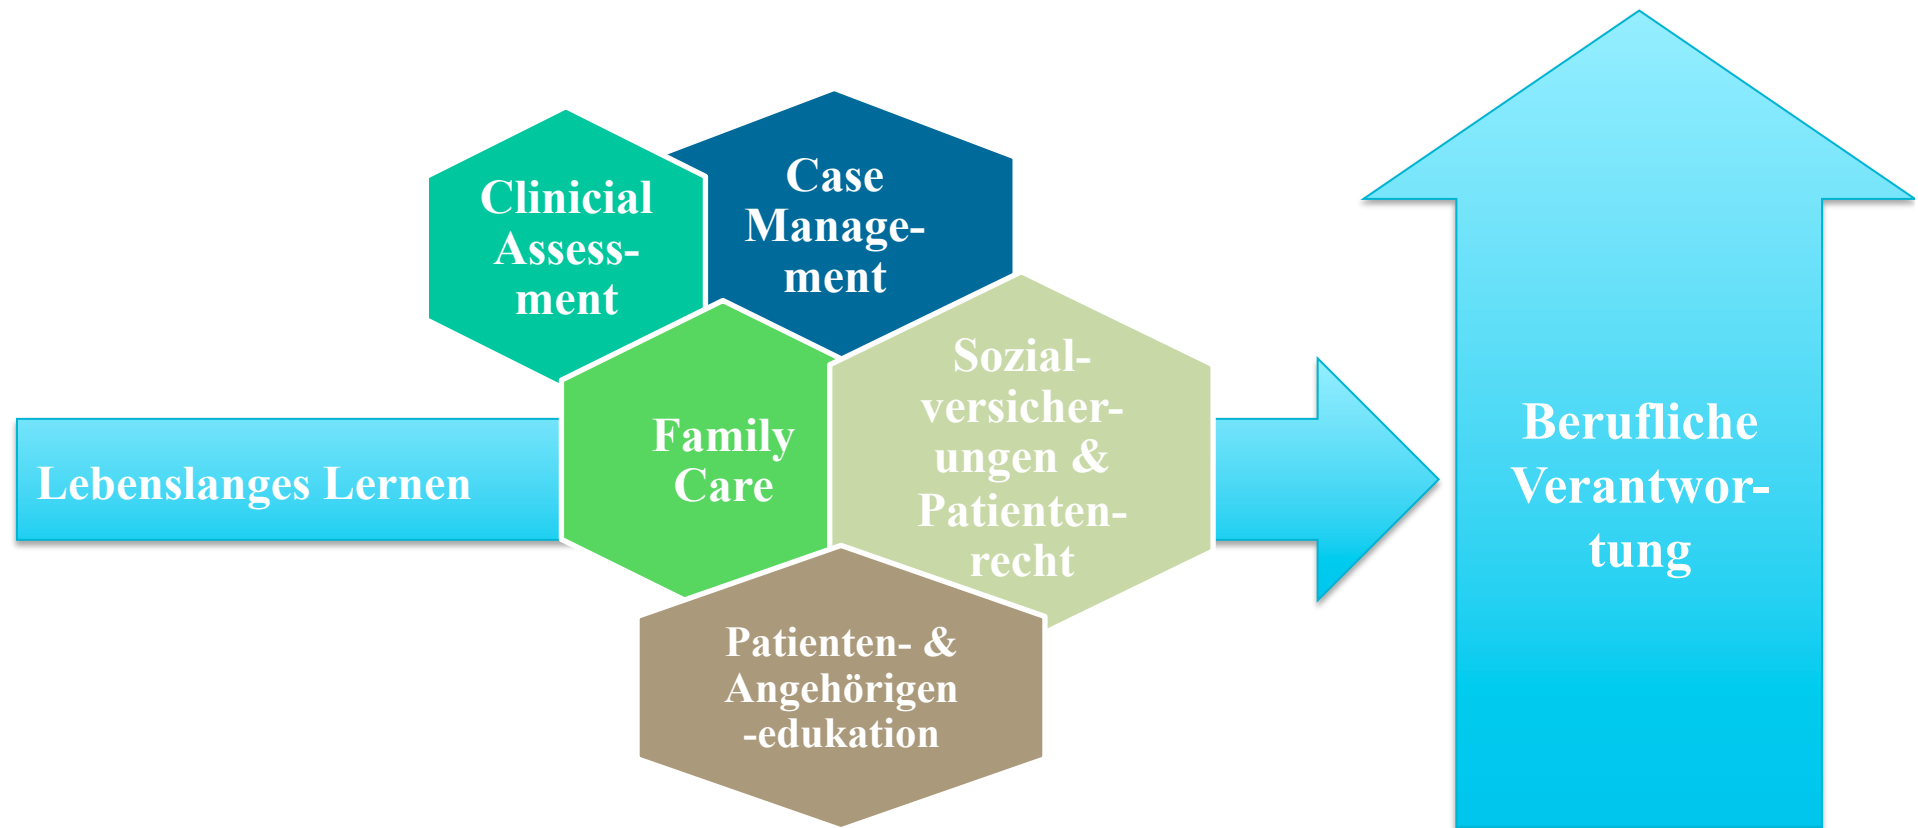 Lebenslanges Lernen
Clinicial
Assess-
ment
Case
Manage-
ment
Family
Care
Sozial-
versicher-
ungen &
Patienten-
recht
Patienten- &
Angehörigen
-edukation
Berufliche
Verantwor-
tung